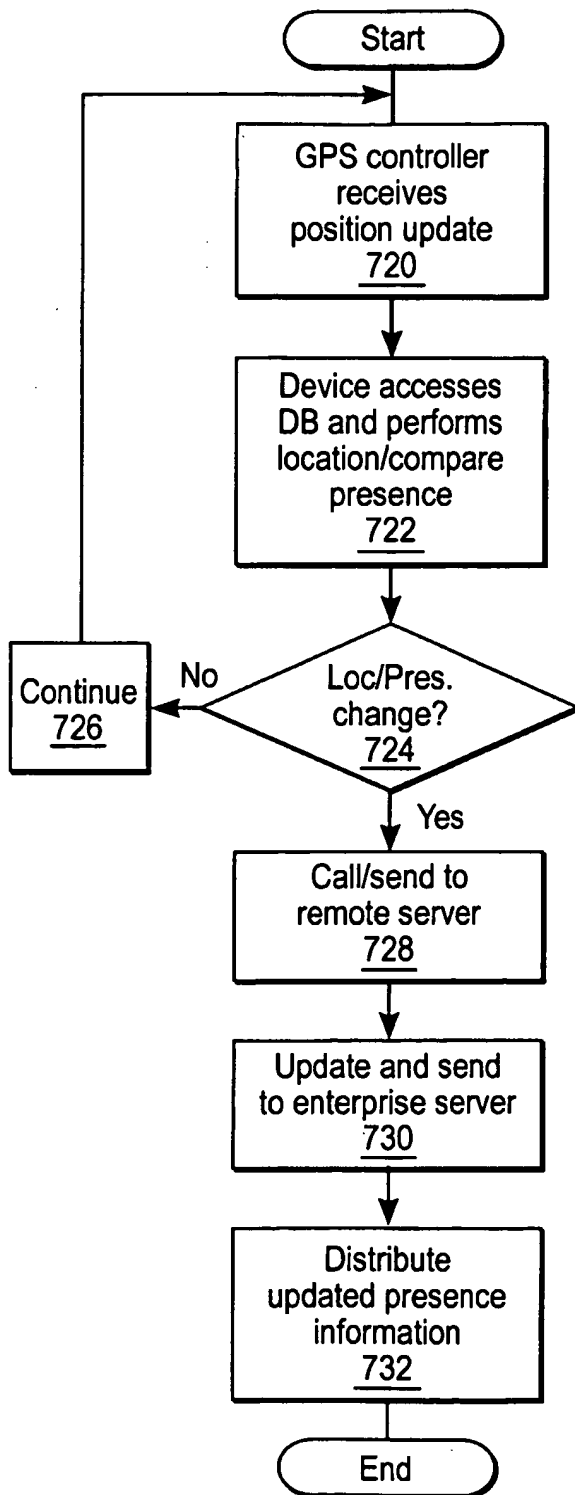 Start
GPS controller
receives
position update
720
Device accesses
DB and performs
location/compare
presence
722
Loc/Pres.
change?
724
No
Continue
726
Yes
Call/send to
remote server
728
Update and send
to enterprise server
730
Distribute
updated presence
information
732
End